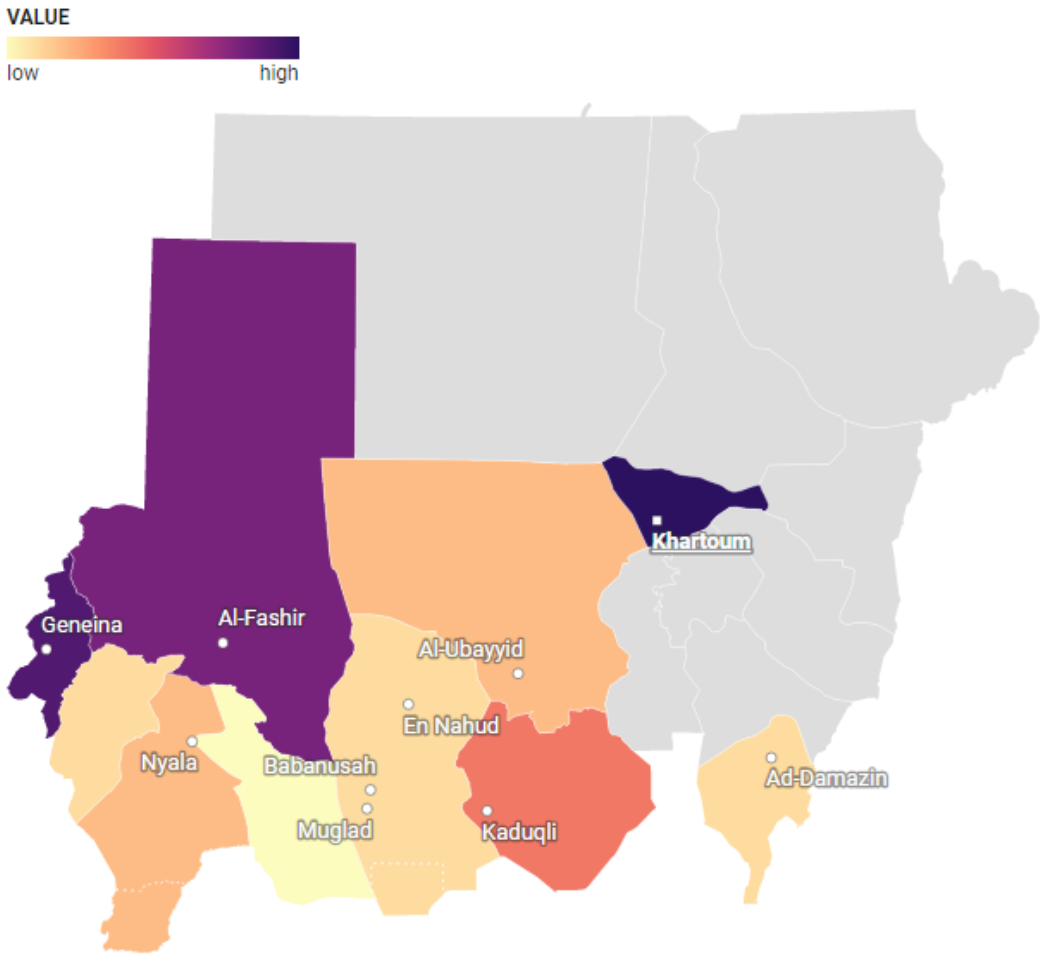 VALUE
low high
Khartoum
Geneina
Al-Fashir
Al-Ubayyid
En Nahud
Nyala
Babanusah
Ad-Damazin
Muglad
Kaduqli